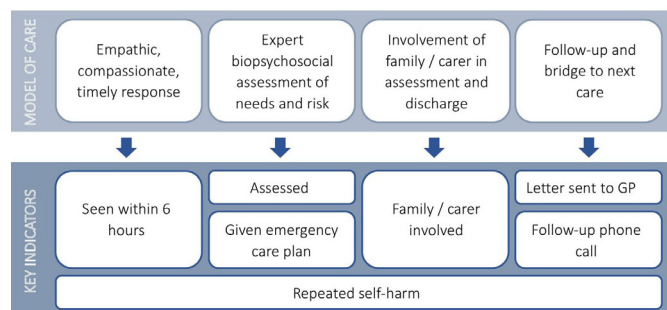 MODEL OF CARE
Empathic,
compassionate,
timely response
Expert
biopsychosocial
assessment of
needs and risk
Involvement of
family / carer in
assessment and
discharge
Follow-up and
bridge to next
care
KEY INDICATORS
Seen within 6
hours
Assessed
Given emergency
care plan
Family / carer
involved
Letter sent to GP
Follow-up phone
call
Repeated self-harm